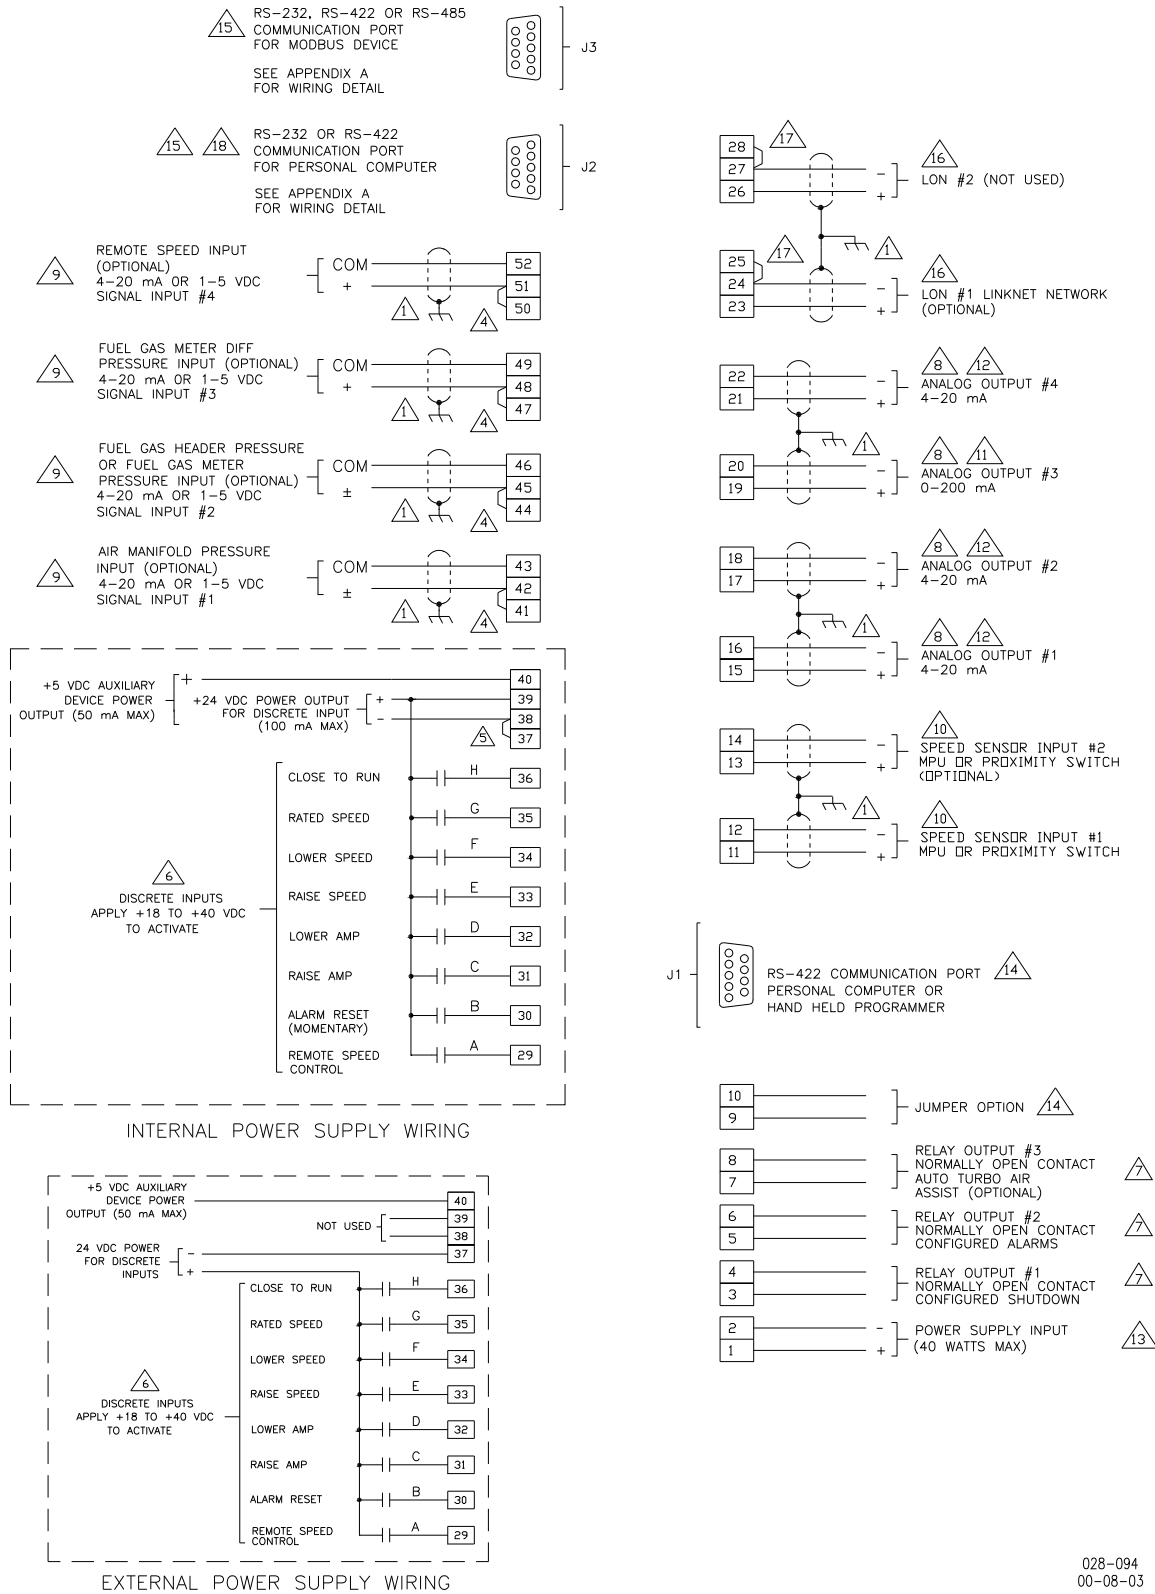 15
RS-232, RS-422 OR RS-485
COMMUNICATION PORT
FOR MODBUS DEVICE
SEE APPENDIX A
FOR WIRING DETAIL
J3
15 18
RS-232 OR RS-422
COMMUNICATION PORT
FOR PERSONAL COMPUTER
SEE APPENDIX A
FOR WIRING DETAIL
J2
9
REMOTE SPEED INPUT
(OPTIONAL)
4-20 mA OR 1-5 VDC
SIGNAL INPUT #4
COM
+
1
4
52
51
50
9
FUEL GAS METER DIFF
PRESSURE INPUT (OPTIONAL)
4-20 mA OR 1-5 VDC
SIGNAL INPUT #3
COM
+
1
4
49
48
47
9
FUEL GAS HEADER PRESSURE
OR FUEL GAS METER
PRESSURE INPUT (OPTIONAL)
4-20 mA OR 1-5 VDC
SIGNAL INPUT #2
COM
±
1
4
46
45
44
9
AIR MANIFOLD PRESSURE
INPUT (OPTIONAL)
4-20 mA OR 1-5 VDC
SIGNAL INPUT #1
COM
±
1
4
43
42
41
+5 VDC AUXILIARY
DEVICE POWER
OUTPUT (50 mA MAX)
+
+24 VDC POWER OUTPUT
FOR DISCRETE INPUT
(100 mA MAX)
+
-
5
40
39
38
37
6
DISCRETE INPUTS
APPLY +18 TO +40 VDC
TO ACTIVATE
CLOSE TO RUN H 36
RATED SPEED G 35
LOWER SPEED F 34
RAISE SPEED E 33
LOWER AMP D 32
RAISE AMP C 31
ALARM RESET B 30
(MOMENTARY)
REMOTE SPEED A 29
CONTROL
INTERNAL POWER SUPPLY WIRING
+5 VDC AUXILIARY
DEVICE POWER
OUTPUT (50 mA MAX)
NOT USED
24 VDC POWER
FOR DISCRETE
INPUTS
-
+
40
39
38
37
6
DISCRETE INPUTS
APPLY +18 TO +40 VDC
TO ACTIVATE
CLOSE TO RUN H 36
RATED SPEED G 35
LOWER SPEED F 34
RAISE SPEED E 33
LOWER AMP D 32
RAISE AMP C 31
ALARM RESET B 30
REMOTE SPEED A 29
CONTROL
EXTERNAL POWER SUPPLY WIRING
28
27
26
17
-
+
16
LON #2 (NOT USED)
1
25
24
23
17
-
+
16
LON #1 LINKNET NETWORK
(OPTIONAL)
22
21
-
+
8 12
ANALOG OUTPUT #4
4-20 mA
1
20
19
-
+
8 11
ANALOG OUTPUT #3
0-200 mA
18
17
-
+
8 12
ANALOG OUTPUT #2
4-20 mA
1
16
15
-
+
8 12
ANALOG OUTPUT #1
4-20 mA
14
13
-
+
10
SPEED SENSOR INPUT #2
MPU OR PROXIMITY SWITCH
(OPTIONAL)
1
12
11
-
+
10
SPEED SENSOR INPUT #1
MPU OR PROXIMITY SWITCH
J1
RS-422 COMMUNICATION PORT
PERSONAL COMPUTER OR
HAND HELD PROGRAMMER
14
10
9
JUMPER OPTION
14
8
7
RELAY OUTPUT #3
NORMALLY OPEN CONTACT
AUTO TURBO AIR
ASSIST (OPTIONAL)
7
6
5
RELAY OUTPUT #2
NORMALLY OPEN CONTACT
CONFIGURED ALARMS
7
4
3
RELAY OUTPUT #1
NORMALLY OPEN CONTACT
CONFIGURED SHUTDOWN
7
2
1
-
+
POWER SUPPLY INPUT
(40 WATTS MAX)
13
028-094
00-08-03